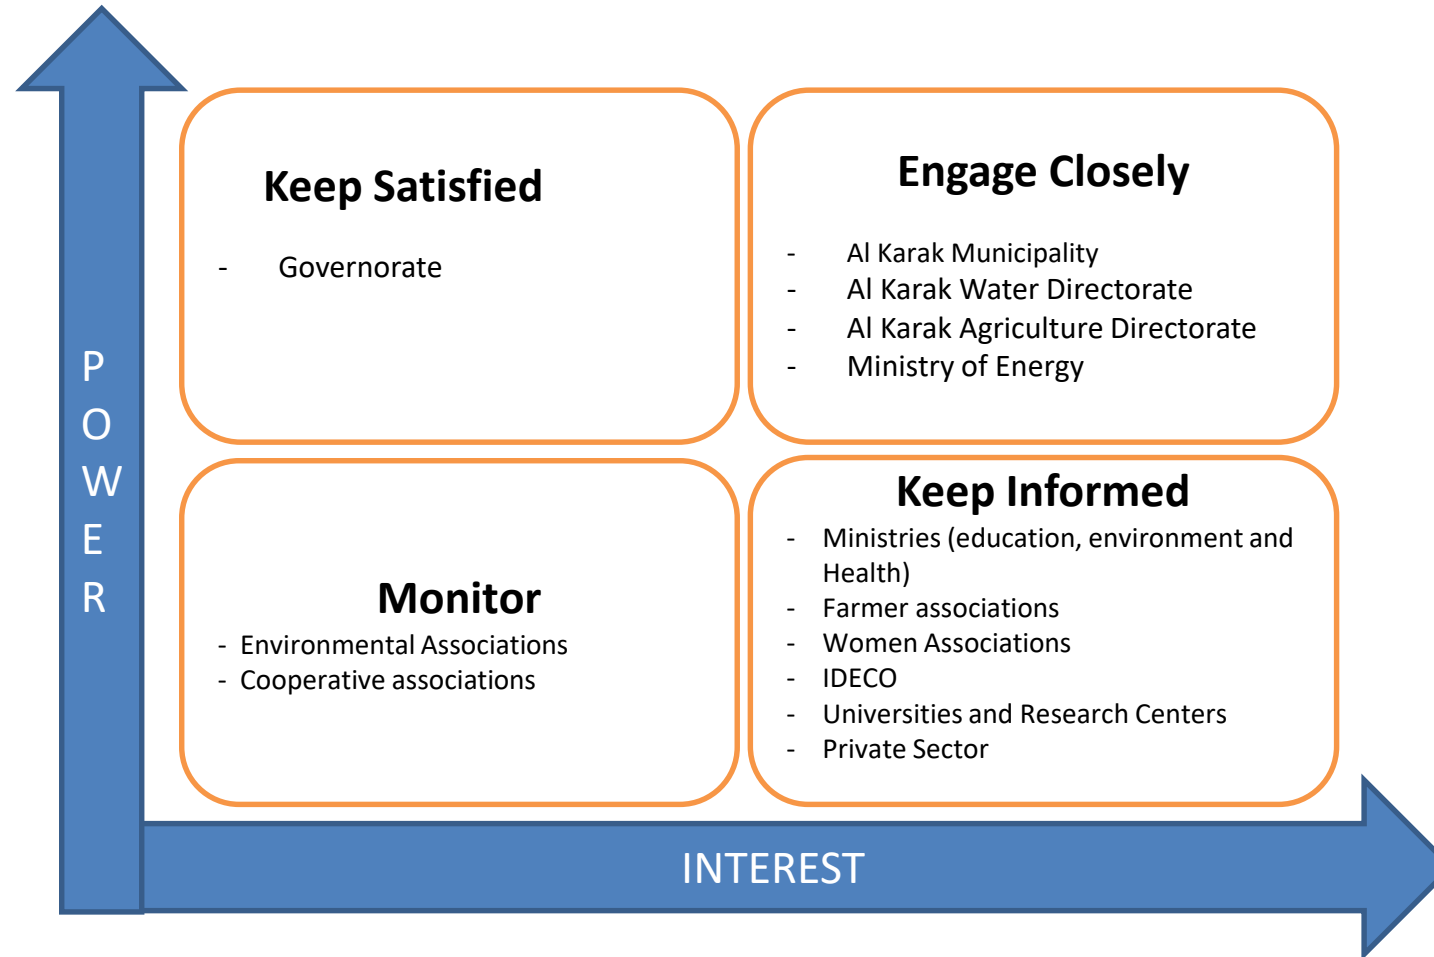 Keep Satisfied
- Governorate
Engage Closely
- Al Karak Municipality
- Al Karak Water Directorate
- Al Karak Agriculture Directorate
- Ministry of Energy
P
O
W
E
R
Monitor
- Environmental Associations
- Cooperative associations
Keep Informed
- Ministries (education, environment and
Health)
- Farmer associations
- Women Associations
- IDECO
- Universities and Research Centers
- Private Sector
INTEREST